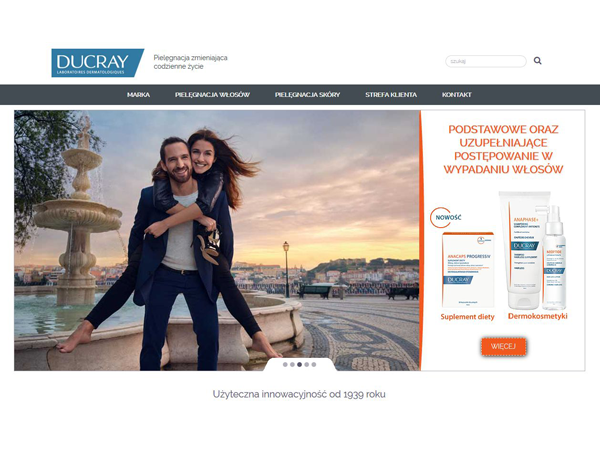 DUCRAY
LABORATOIRES DERMATOLOGIQUES
Pielęgnacja zmieniająca
codzienne życie
szukaj
MARKA PIELĘGNACJA WŁOSÓW PIELĘGNACJA SKÓRY STREFA KLIENTA KONTAKT
PODSTAWOWE ORAZ
UZUPEŁNIAJĄCE
POSTĘPOWANIE W
WYPADANIU WŁOSÓW
NOWOŚĆ
ANACAPS PROGRESSIV
DUCRAY
ANAPHASE+
DUCRAY
DUCRAY
Suplement diety
Dermokosmetyki
WIĘCEJ
Użyteczna innowacyjność od 1939 roku